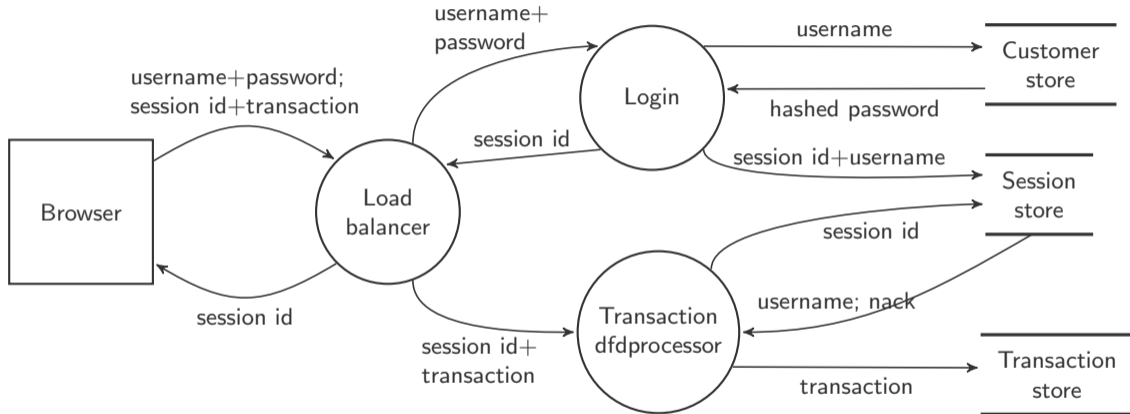 username+
password
username
Customer
store
username+password;
session id+transaction
Login
hashed password
session id
session id+username
Session
store
Browser
Load
balancer
session id
username; nack
Transaction
dfdprocessor
session id
session id+
transaction
Transaction
store
transaction